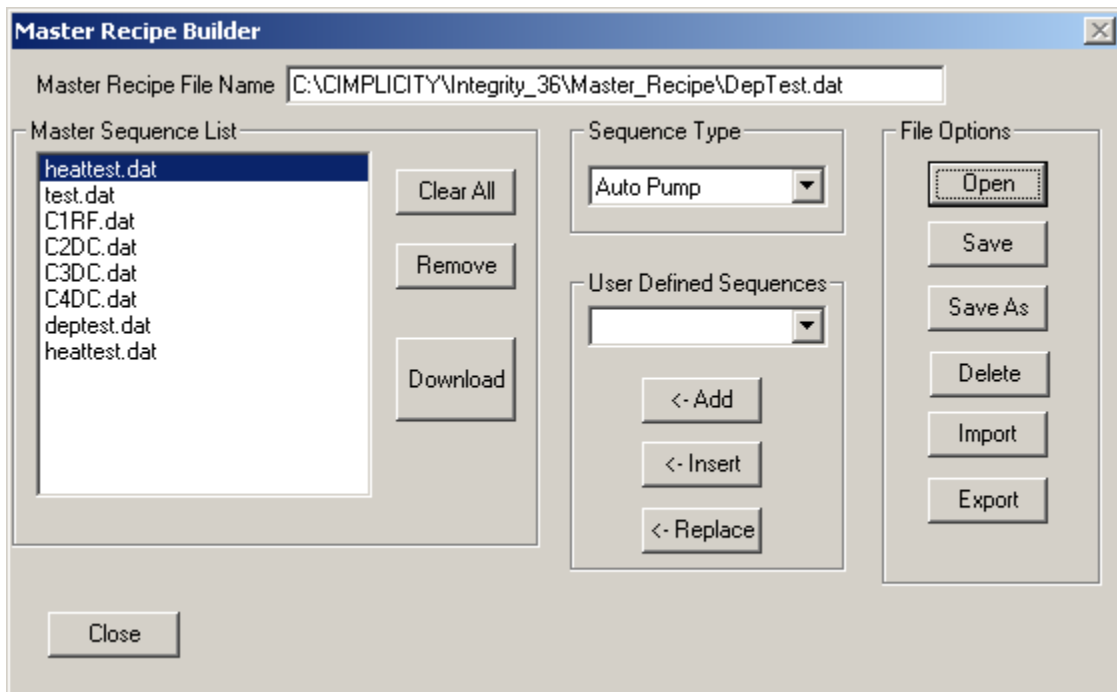 Master Recipe Builder
Master Recipe File Name C:\CIMPLICITY\Integrity_36\Master_Recipe\DepTest.dat
Master Sequence List
heattest.dat
test.dat
C1RF.dat
C2DC.dat
C3DC.dat
C4DC.dat
deptest.dat
heattest.dat
Clear All
Remove
Download
Sequence Type
Auto Pump
User Defined Sequences
<- Add
<- Insert
<- Replace
File Options
Open
Save
Save As
Delete
Import
Export
Close